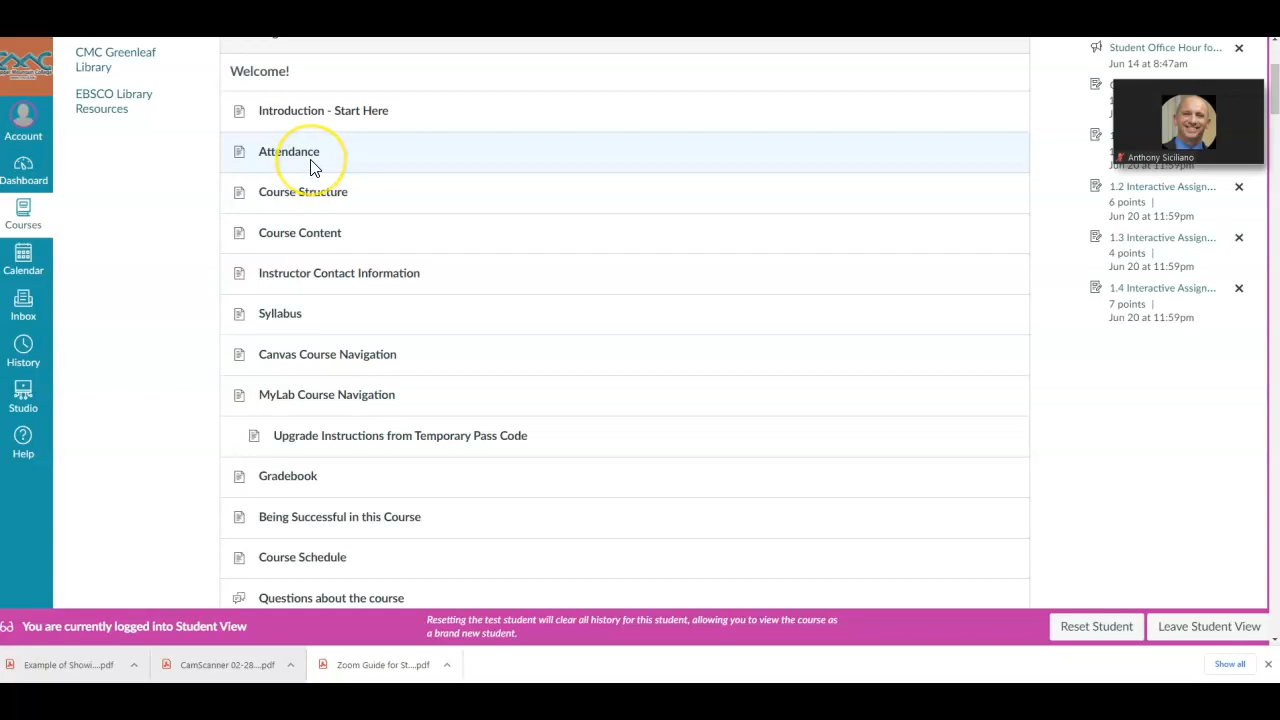 CMC Greenleaf
Library
EBSCO Library
Resources
Account
Dashboard
Courses
Calendar
Inbox
History
Studio
Help
Welcome!
Introduction - Start Here
Attendance
Course Structure
Course Content
Instructor Contact Information
Syllabus
Canvas Course Navigation
MyLab Course Navigation
Upgrade Instructions from Temporary Pass Code
Gradebook
Being Successful in this Course
Course Schedule
Questions about the course
Student Office Hour fo...
Jun 14 at 8:47am
Anthony Siciliano
1.2 Interactive Assign...
6 points |
Jun 20 at 11:59pm
1.3 Interactive Assign...
4 points |
Jun 20 at 11:59pm
1.4 Interactive Assign...
7 points |
Jun 20 at 11:59pm
You are currently logged into Student View
Resetting the test student will clear all history for this student, allowing you to view the course as
a brand new student.
Reset Student
Leave Student View
Example of Showi....pdf
CamScanner 02-28....pdf
Zoom Guide for St....pdf
Show all